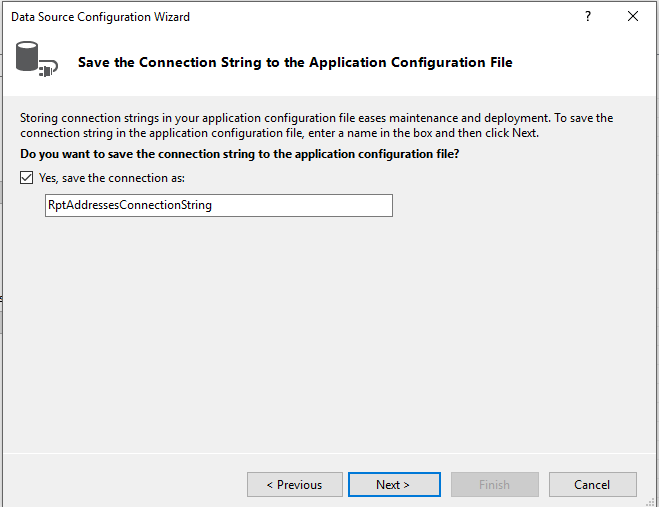 Data Source Configuration Wizard
?
Save the Connection String to the Application Configuration File
Storing connection strings in your application configuration file eases maintenance and deployment. To save the
connection string in the application configuration file, enter a name in the box and then click Next.
Do you want to save the connection string to the application configuration file?
Yes, save the connection as:
RptAddressesConnectionString
< Previous
Next >
Finish
Cancel